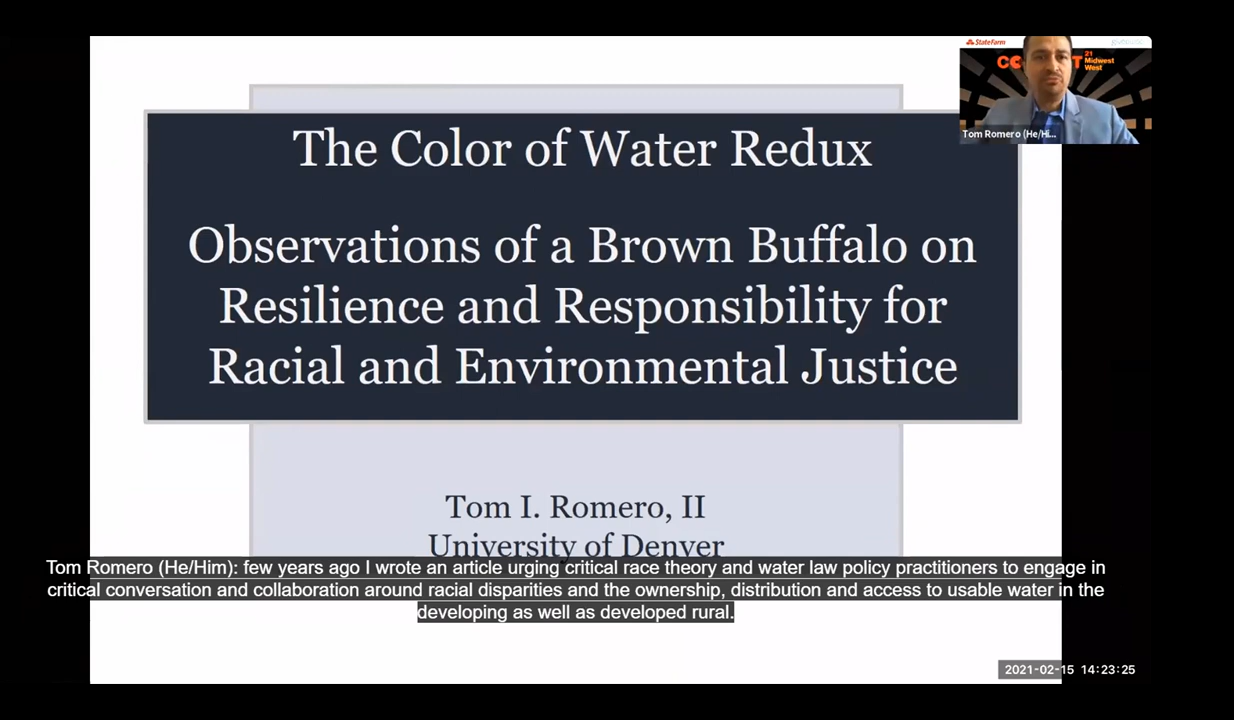 StateFarm
21
Midwest
West
Tom Romero (He/Hi...
The Color of Water Redux
Observations of a Brown Buffalo on
Resilience and Responsibility for
Racial and Environmental Justice
Tom I. Romero, II
University of Denver
Tom Romero (He/Him): few years ago I wrote an article urging critical race theory and water law policy practitioners to engage in
critical conversation and collaboration around racial disparities and the ownership, distribution and access to usable water in the
developing as well as developed rural.
2021-02-15 14:23:25